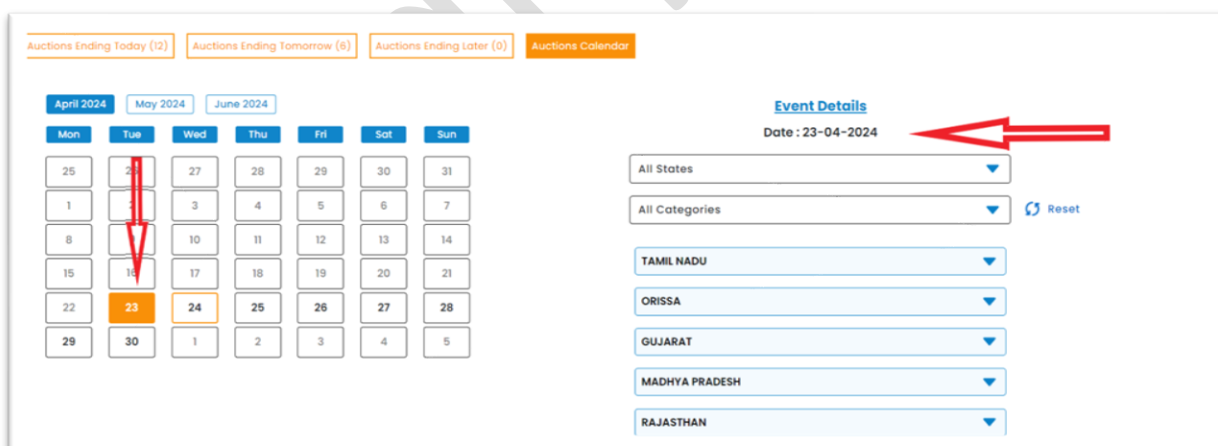 Auctions Ending Today (12) Auctions Ending Tomorrow (6) Auctions Ending Later (0) Auctions Calendar
April 2024 May 2024 June 2024
Mon Tue Wed Thu Fri Sat Sun
25 27 28 29 30 31
1 3 4 5 6 7
8 10 11 12 13 14
15 16 17 18 19 20 21
22 23 24 25 26 27 28
29 30 1 2 3 4 5
Event Details
Date : 23-04-2024
All States
All Categories Reset
TAMIL NADU
ORISSA
GUJARAT
MADHYA PRADESH
RAJASTHAN